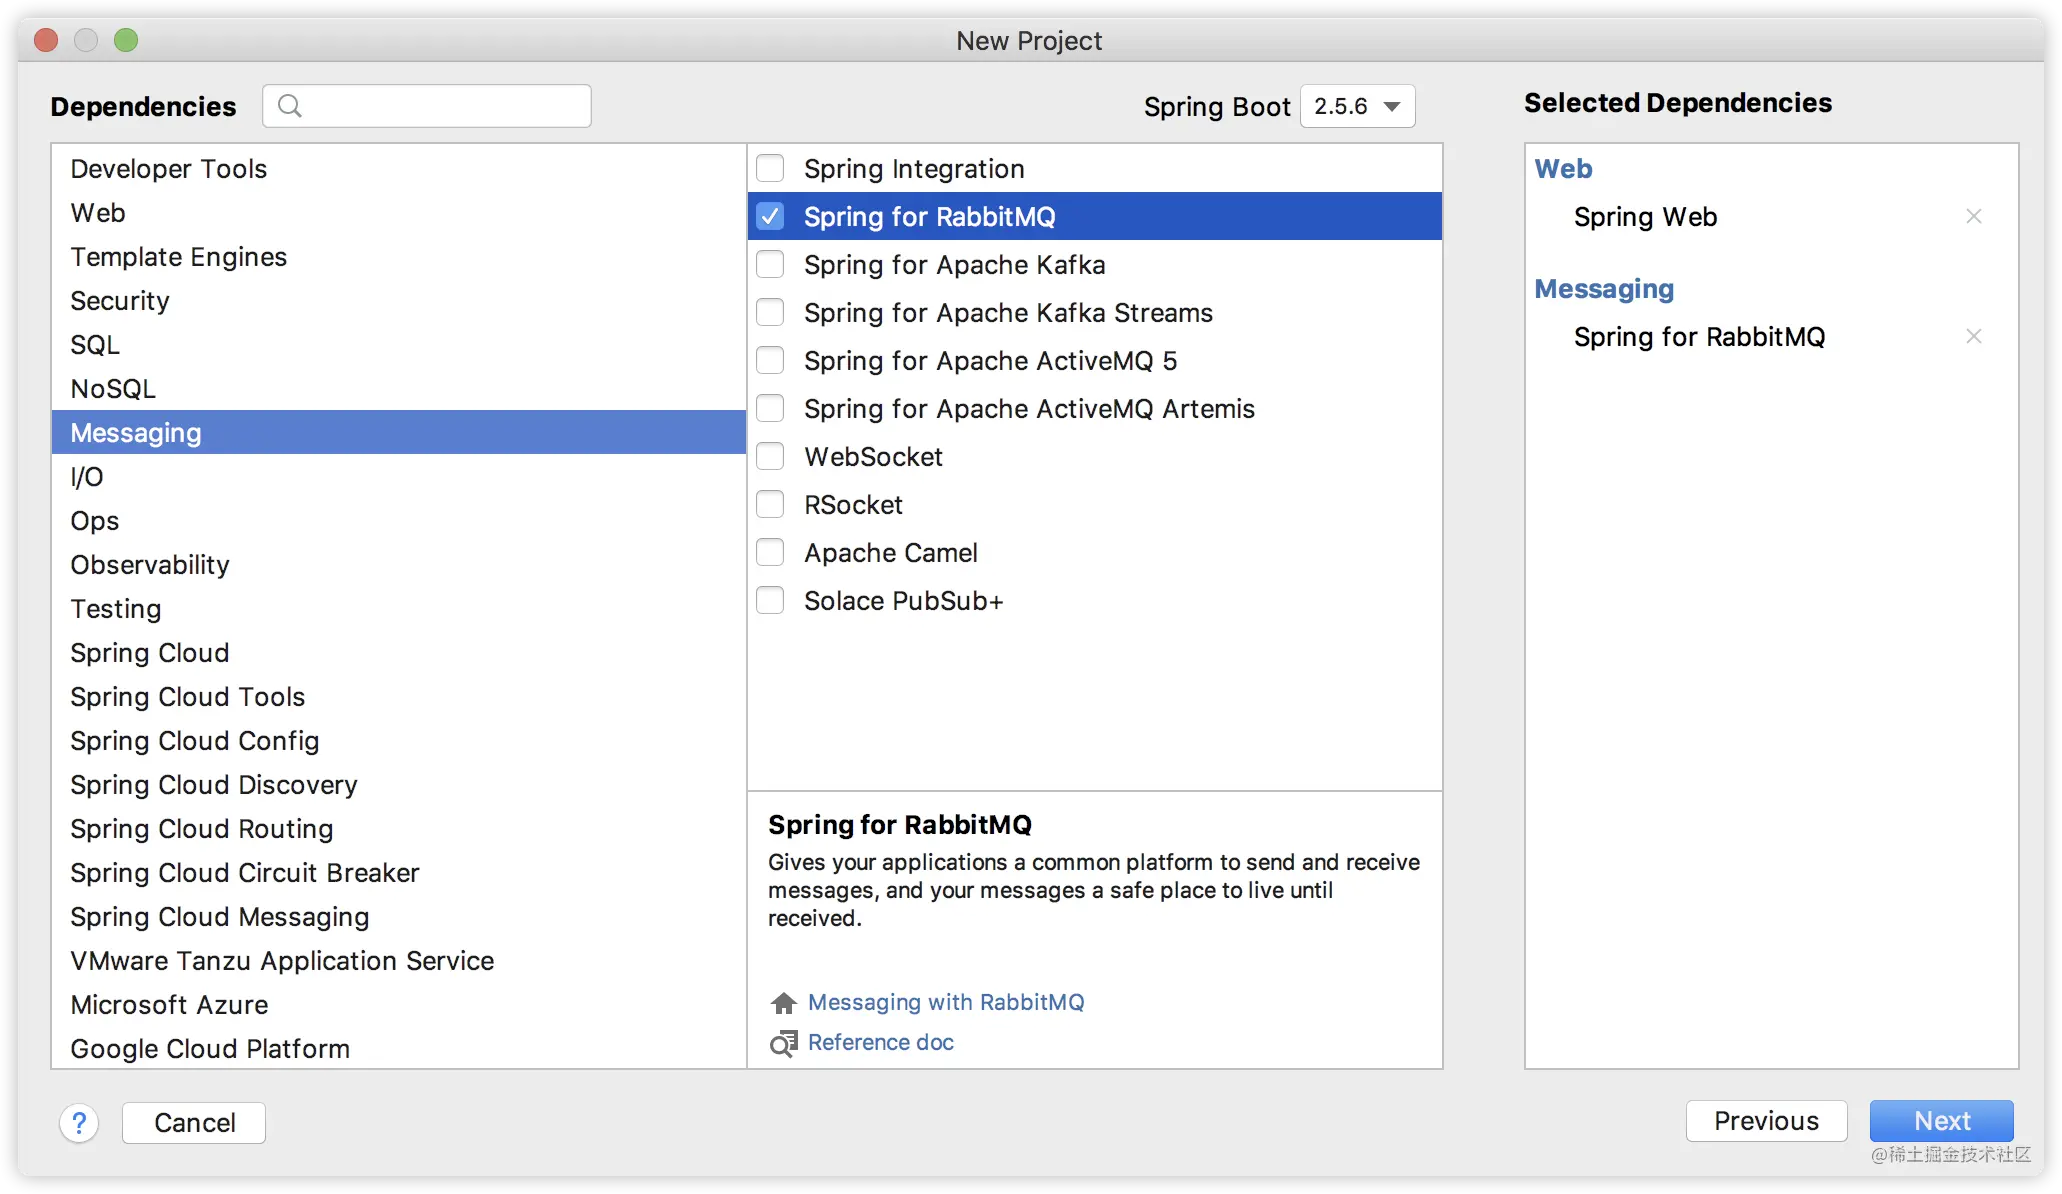 New Project
Dependencies
Spring Boot 2.5.6
Selected Dependencies
Developer Tools
Web
Template Engines
Security
SQL
NoSQL
Messaging
I/O
Ops
Observability
Testing
Spring Cloud
Spring Cloud Tools
Spring Cloud Config
Spring Cloud Discovery
Spring Cloud Routing
Spring Cloud Circuit Breaker
Spring Cloud Messaging
VMware Tanzu Application Service
Microsoft Azure
Google Cloud Platform
Spring Integration
Spring for RabbitMQ
Spring for Apache Kafka
Spring for Apache Kafka Streams
Spring for Apache ActiveMQ 5
Spring for Apache ActiveMQ Artemis
WebSocket
RSocket
Apache Camel
Solace PubSub+
Spring for RabbitMQ
Gives your applications a common platform to send and receive
messages, and your messages a safe place to live until
received.
Messaging with RabbitMQ
Reference doc
Web
Spring Web
Messaging
Spring for RabbitMQ
?
Cancel
Previous
Next
@稀土掘金技术社区